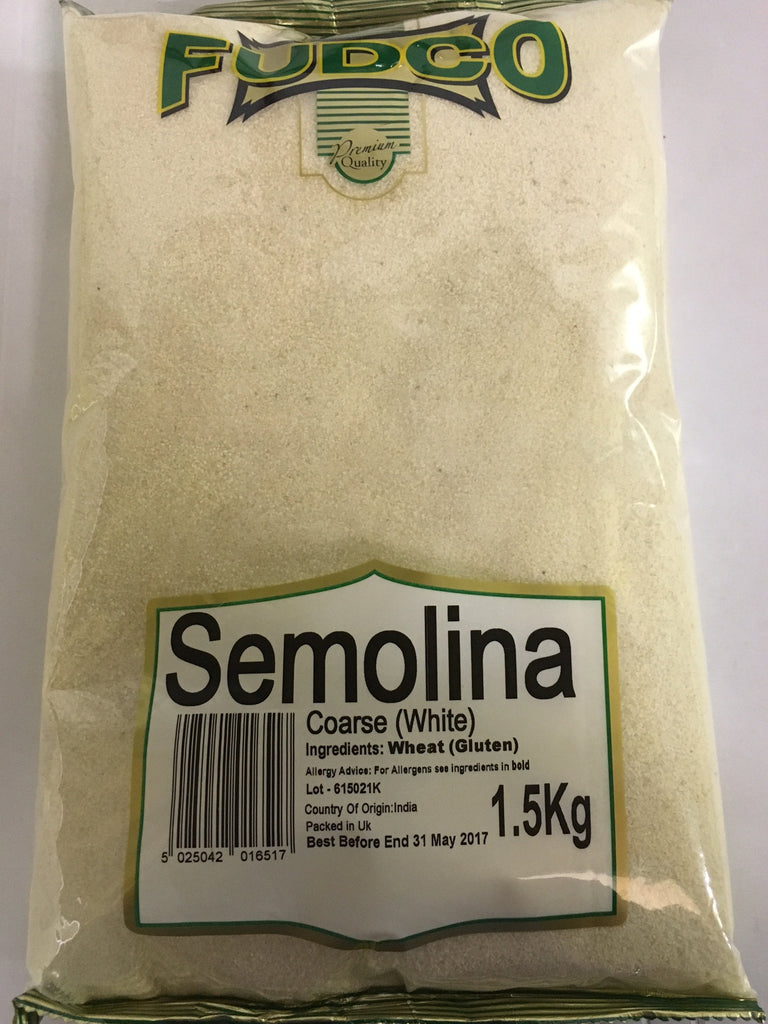 FUDCO
Premium
Quality
Semolina
Coarse (White)
Ingredients: Wheat (Gluten)
Allergy Advice: For Allergens see ingredients in bold
Lot - 615021K
Country Of Origin:India
Packed in Uk
Best Before End 31 May 2017
1.5Kg
5 025042 016517